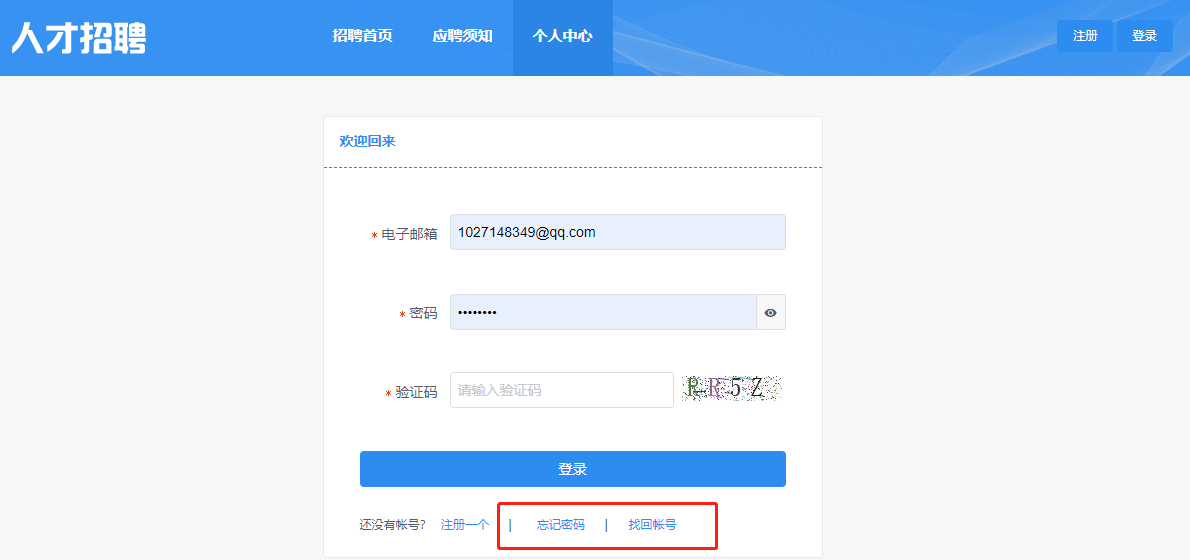 人才招聘
招聘首页 应聘须知 个人中心 注册 登录
欢迎回来
* 电子邮箱 1027148349@qq.com
* 密码 ••••••••
* 验证码 请输入验证码 RR5Z
登录
还没有帐号? 注册一个 | 忘记密码 | 找回帐号